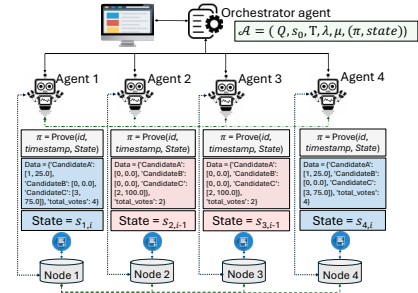 Orchestrator agent
𝒜 = ( Q, s₀, T, λ, μ, (π, state))
Agent 1
Agent 2
Agent 3
Agent 4
π = Prove(id,
timestamp, State)
Data = {'CandidateA':
[1, 25.0],
'CandidateB': [0, 0.0],
'CandidateC': [3,
75.0]}, 'total_votes': 4}
State = s₁,ᵢ
π = Prove(id,
timestamp, State)
Data = {'CandidateA':
[0, 0.0], 'CandidateB':
[0, 0.0], 'CandidateC':
[2, 100.0]},
'total_votes': 2}
State = s₂,ᵢ₋₁
π = Prove(id,
timestamp, State)
Data = {'CandidateA':
[0, 0.0], 'CandidateB':
[0, 0.0], 'CandidateC':
[2, 100.0]},
'total_votes': 2}
State = s₃,ᵢ₋₁
π = Prove(id,
timestamp, State)
Data = {'CandidateA':
[1, 25.0], 'CandidateB':
[0, 0.0], 'CandidateC':
[3, 75.0]}, 'total_votes':
4}
State = s₄,ᵢ
Node 1
Node 2
Node 3
Node 4